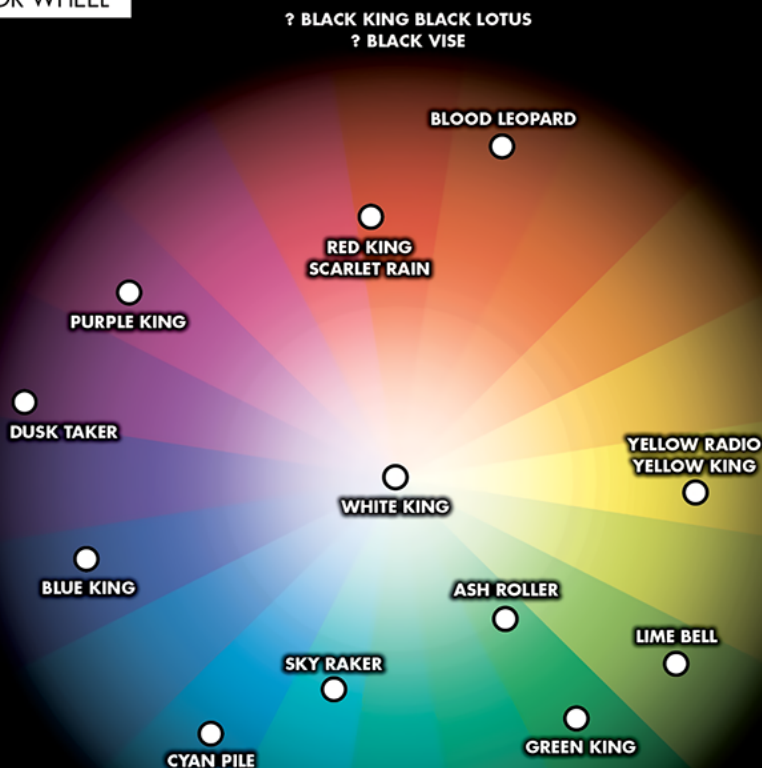 WHEEL
? BLACK KING BLACK LOTUS
? BLACK VISE
BLOOD LEOPARD
RED KING
SCARLET RAIN
PURPLE KING
DUSK TAKER
YELLOW RADIO
YELLOW KING
WHITE KING
BLUE KING
ASH ROLLER
LIME BELL
SKY RAKER
GREEN KING
CYAN PILE